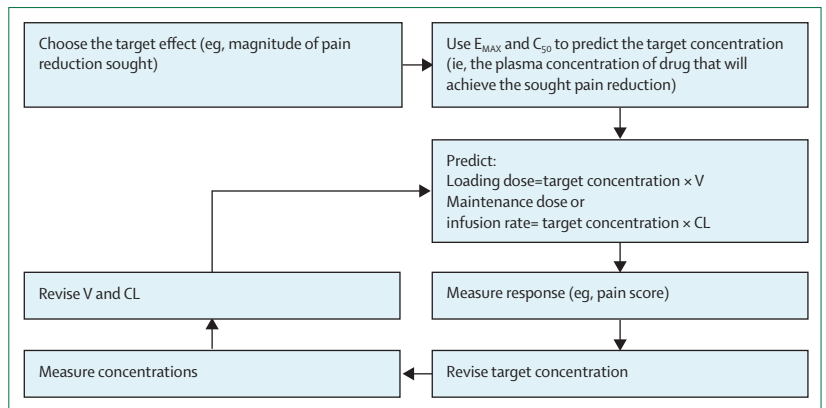 Choose the target effect (eg, magnitude of pain
reduction sought)
Use EMAX and C50 to predict the target concentration
(ie, the plasma concentration of drug that will
achieve the sought pain reduction)
Predict:
Loading dose=target concentration × V
Maintenance dose or
infusion rate= target concentration × CL
Measure response (eg, pain score)
Revise target concentration
Measure concentrations
Revise V and CL